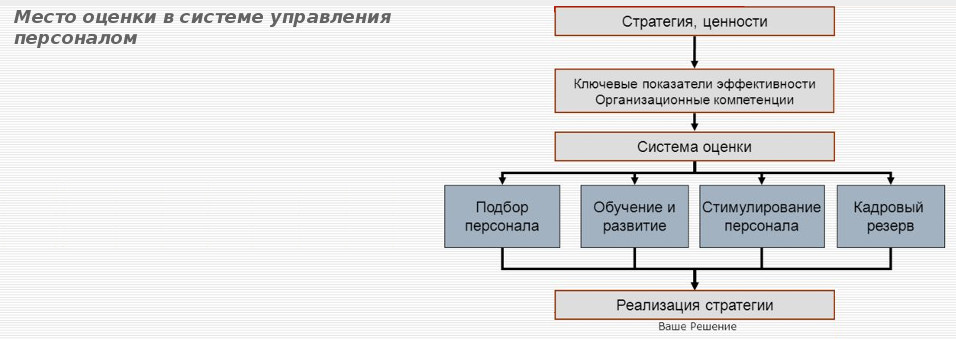 Место оценки в системе управления
персоналом
Стратегия, ценности
Ключевые показатели эффективности
Организационные компетенции
Система оценки
Подбор
персонала
Обучение и
развитие
Стимулирование
персонала
Кадровый
резерв
Реализация стратегии
Ваше Решение